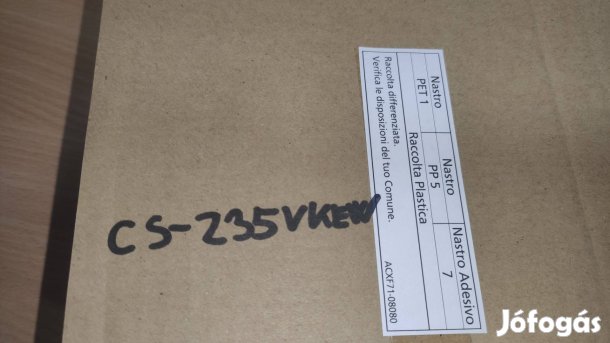 CS-235VKEW
Nastro
PET 1
Nastro
PP 5
Nastro Adesivo
7
Raccolta Plastica
Raccolta differenziata.
Verifica le disposizioni del tuo Comune.
ACXF71-08080
Jófogás